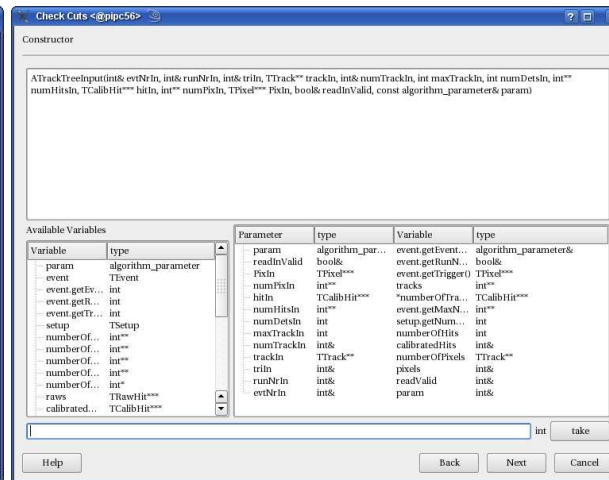 Check Cuts <@pipc56>
Constructor
ATrackTreeInput(int& evtNrIn, int& runNrIn, int& triIn, TTrack** trackIn, int& numTrackIn, int maxTrackIn, int numDetsIn, int**
numHitsIn, TCalibHit*** hitIn, int** numPixIn, TPixel*** PixIn, bool& readInValid, const algorithm_parameter& param)
Available Variables
Variable type
param algorithm_parameter
event TEvent
event.getEv... int
event.getR... int
event.getTr... int
setup TSetup
numberOf... int**
numberOf... int**
numberOf... int**
numberOf... int**
numberOf... int*
raws TRawHit***
calibrated... TCalibHit***
Parameter type Variable type
param algorithm_par... event.getEvent... algorithm_parameter&
readInValid bool& event.getRunN... bool&
PixIn TPixel*** event.getTrigger() TPixel***
numPixIn int** tracks int**
hitIn TCalibHit*** *numberOfTra... TCalibHit***
numHitsIn int** event.getMaxN... int**
numDetsIn int setup.getNum... int
maxTrackIn int numberOfHits int
numTrackIn int& calibratedHits int&
trackIn TTrack** numberOfPixels TTrack**
triIn int& pixels int&
runNrIn int& readValid int&
evtNrIn int& param int&
int take
Help Back Next Cancel